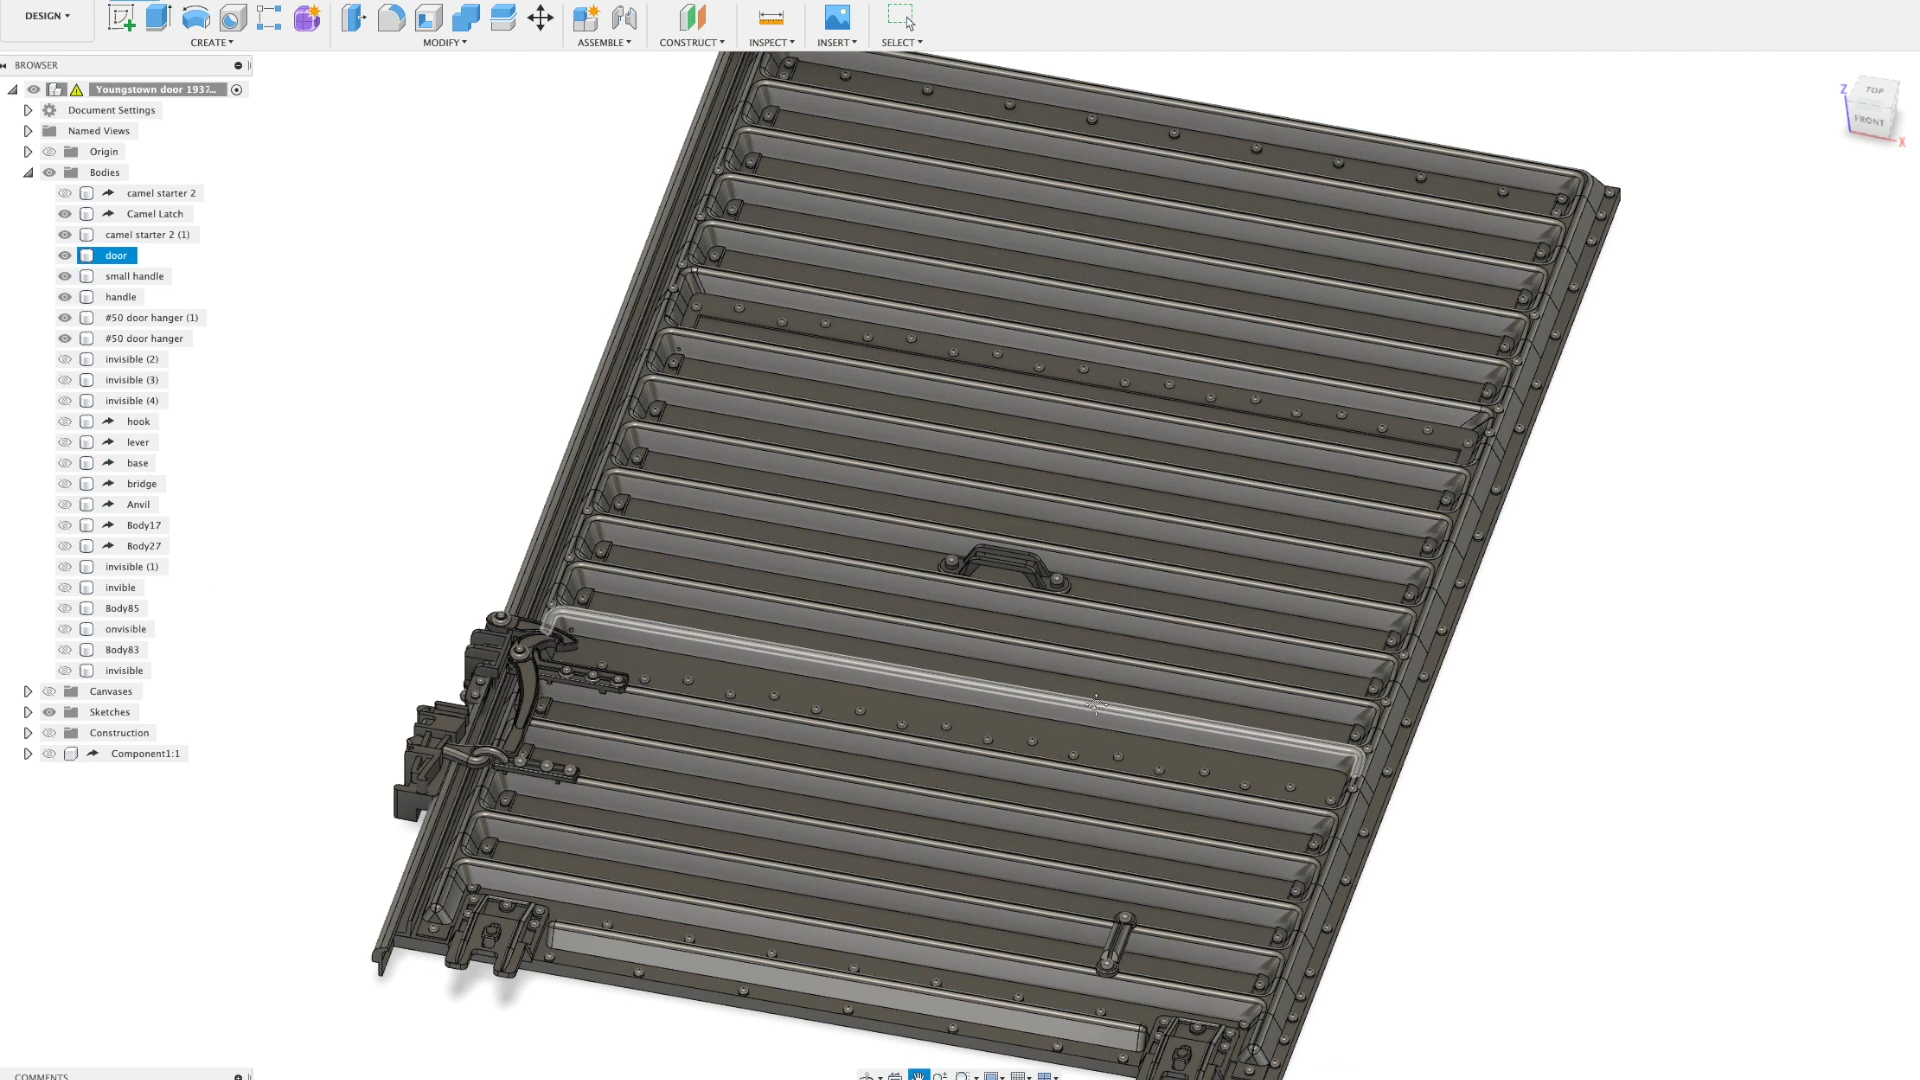 DESIGN
CREATE
MODIFY
ASSEMBLE
CONSTRUCT
INSPECT
INSERT
SELECT
BROWSER
Youngstown door 1937...
Document Settings
Named Views
Origin
Bodies
camel starter 2
Camel Latch
camel starter 2 (1)
door
small handle
handle
#50 door hanger (1)
#50 door hanger
invisible (2)
invisible (3)
invisible (4)
hook
lever
base
bridge
Anvil
Body17
Body27
invisible (1)
invible
Body85
onvisible
Body83
invisible
Canvases
Sketches
Construction
Component1:1
COMMENTS
Z
TOP
FRONT
X